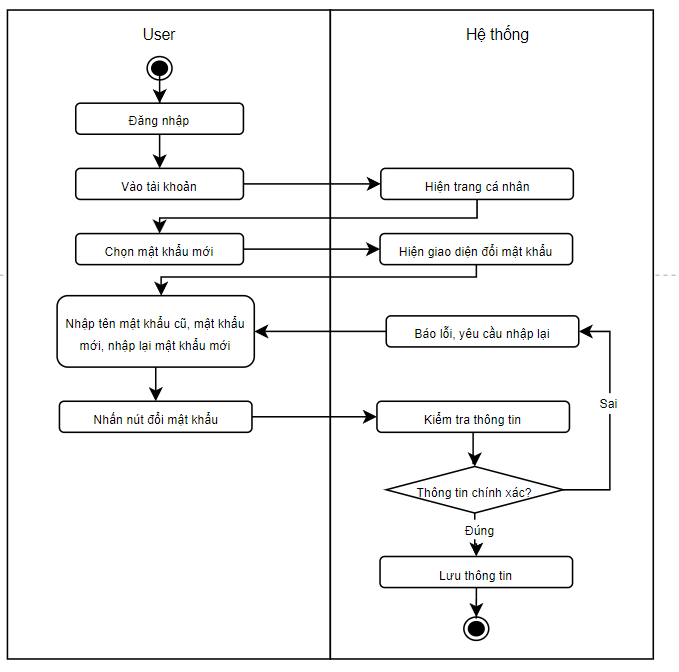 User
Hệ thống
Đăng nhập
Vào tài khoản
Hiện trang cá nhân
Chọn mật khẩu mới
Hiện giao diện đổi mật khẩu
Nhập tên mật khẩu cũ, mật khẩu
mới, nhập lại mật khẩu mới
Báo lỗi, yêu cầu nhập lại
Sai
Nhấn nút đổi mật khẩu
Kiểm tra thông tin
Thông tin chính xác?
Đúng
Lưu thông tin